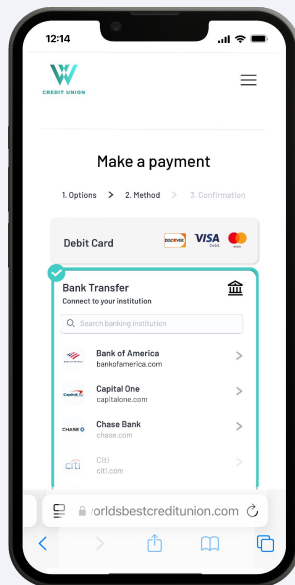 12:14
W
CREDIT UNION
Make a payment
1. Options > 2. Method > 3. Confirmation
Debit Card DISCOVER VISA Debit
Bank Transfer
Connect to your institution
Search banking institution
Bank of America
bankofamerica.com
Capital One
capitalone.com
CHASE Chase Bank
chase.com
citi Citi
citi.com
orldsbestcreditunion.com